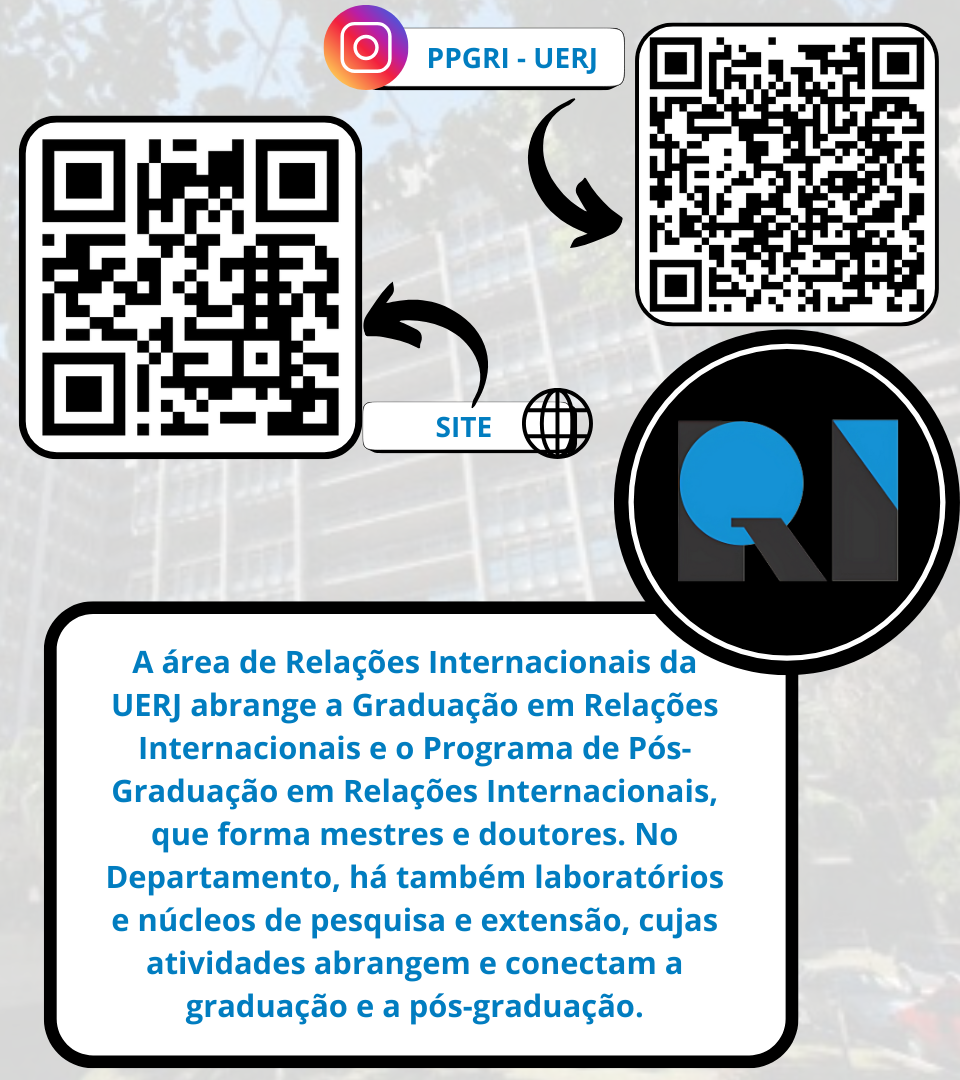 PPGRI - UERJ
SITE
RI
A área de Relações Internacionais da
UERJ abrange a Graduação em Relações
Internacionais e o Programa de Pós-
Graduação em Relações Internacionais,
que forma mestres e doutores. No
Departamento, há também laboratórios
e núcleos de pesquisa e extensão, cujas
atividades abrangem e conectam a
graduação e a pós-graduação.